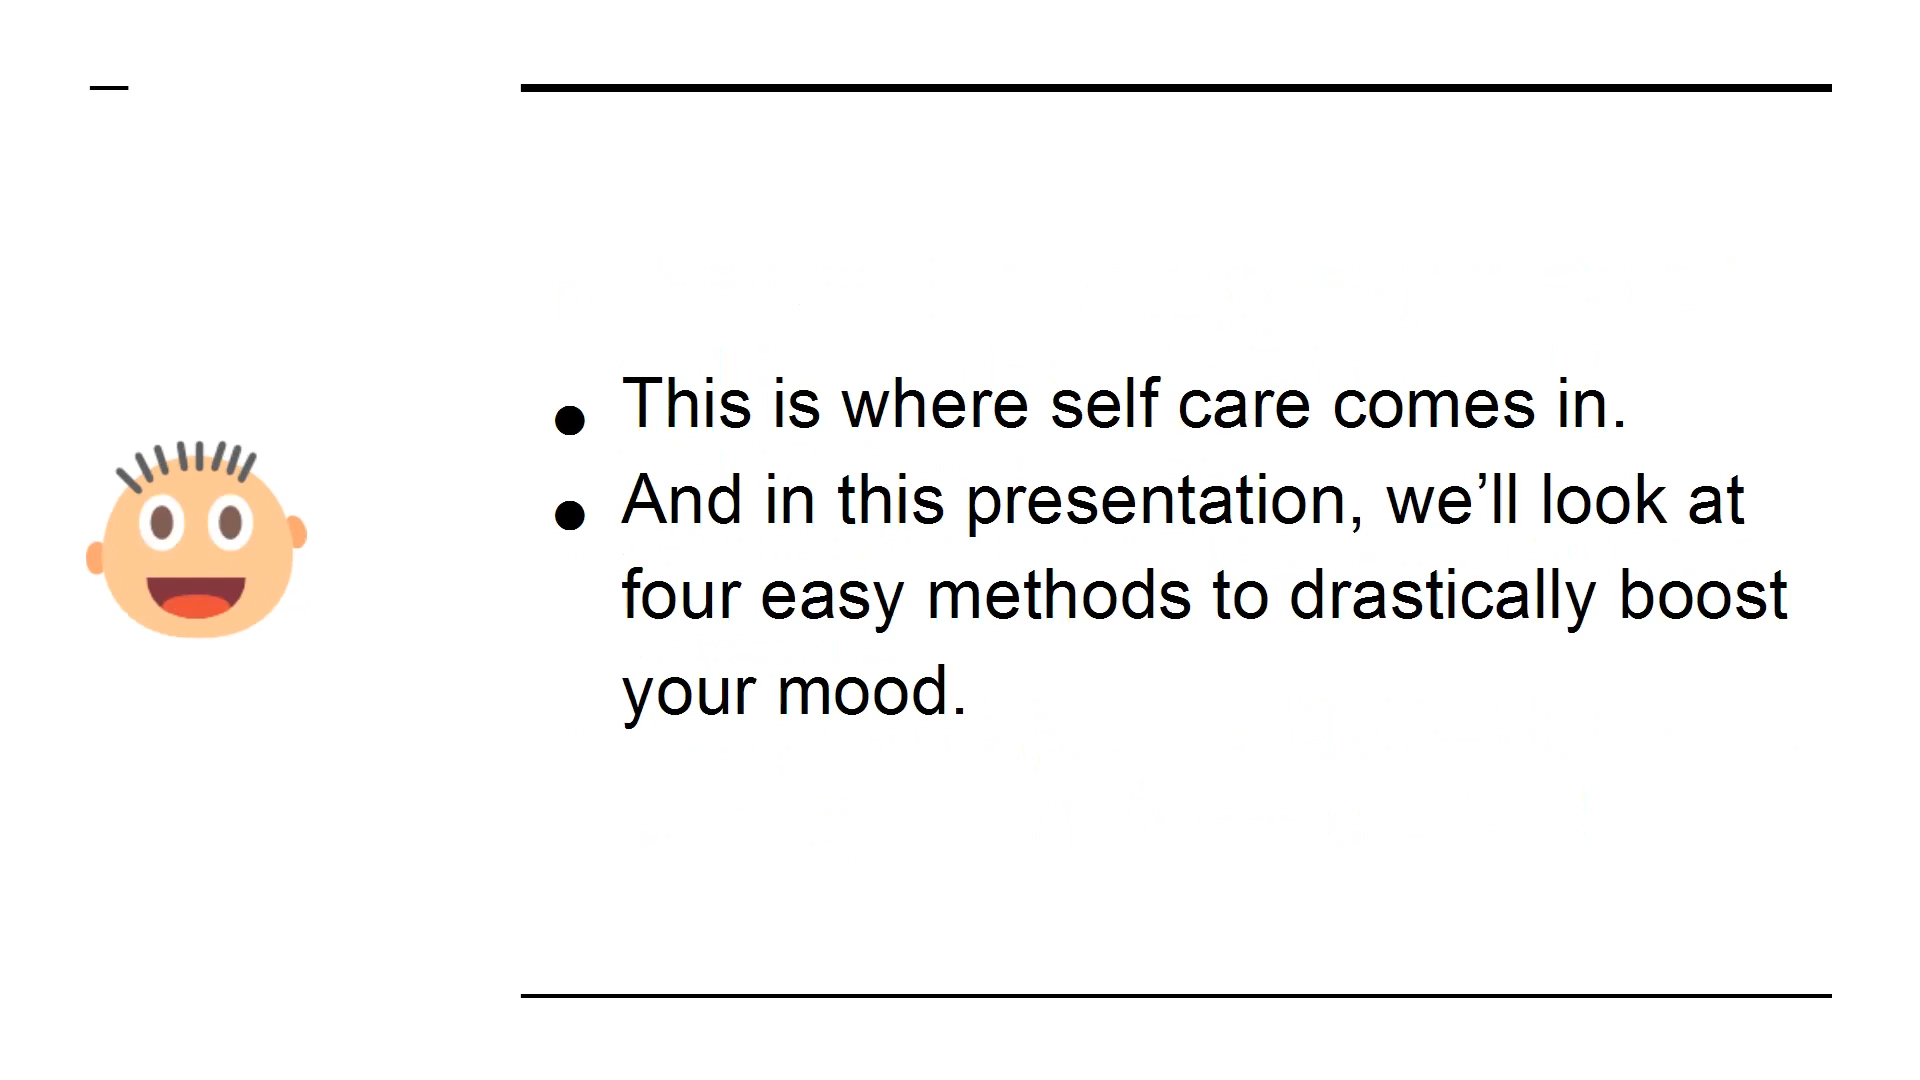 • This is where self care comes in.
• And in this presentation, we’ll look at
four easy methods to drastically boost
your mood.